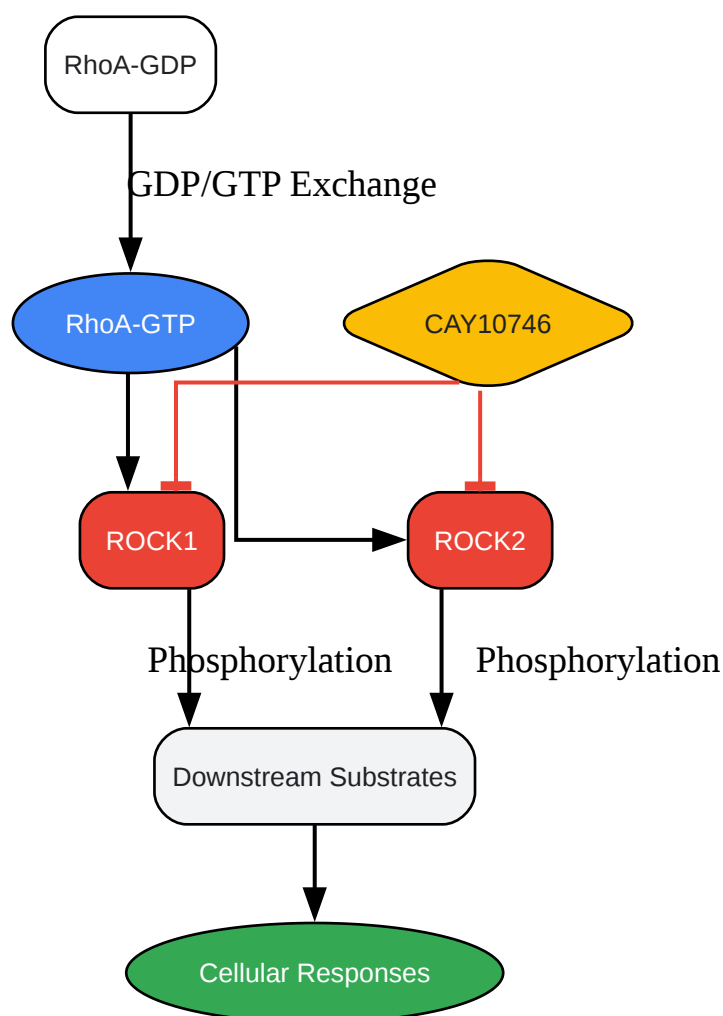 RhoA-GDP
GDP/GTP Exchange
RhoA-GTP
CAY10746
ROCK1
ROCK2
Phosphorylation
Phosphorylation
Downstream Substrates
Cellular Responses